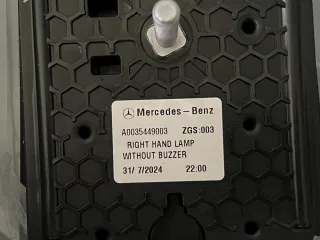 Mercedes-Benz
A0035449003 ZGS:003
RIGHT HAND LAMP
WITHOUT BUZZER
31/7/2024 22:00